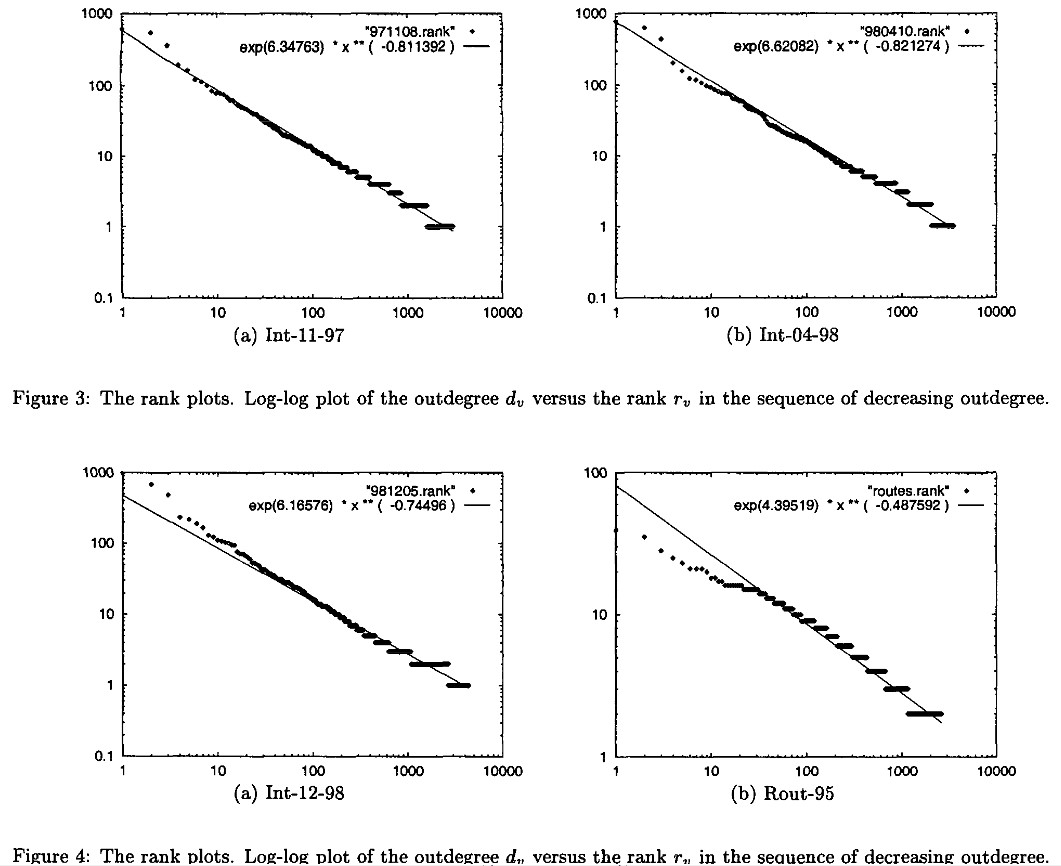 1000
100
10
1
0.1
"971108.rank"
exp(6.34763) * x ** ( -0.811392)
1 10 100 1000 10000
(a) Int-11-97
1000
100
10
1
0.1
"980410.rank"
exp(6.62082) * x ** ( -0.821274)
1 10 100 1000 10000
(b) Int-04-98
Figure 3: The rank plots. Log-log plot of the outdegree dᵥ versus the rank rᵥ in the sequence of decreasing outdegree.
1000
100
10
1
0.1
"981205.rank"
exp(6.16576) * x ** ( -0.74496)
1 10 100 1000 10000
(a) Int-12-98
100
10
1
"routes.rank"
exp(4.39519) * x ** ( -0.487592)
1 10 100 1000 10000
(b) Rout-95
Figure 4: The rank plots. Log-log plot of the outdegree dᵥ versus the rank rᵥ in the sequence of decreasing outdegree.